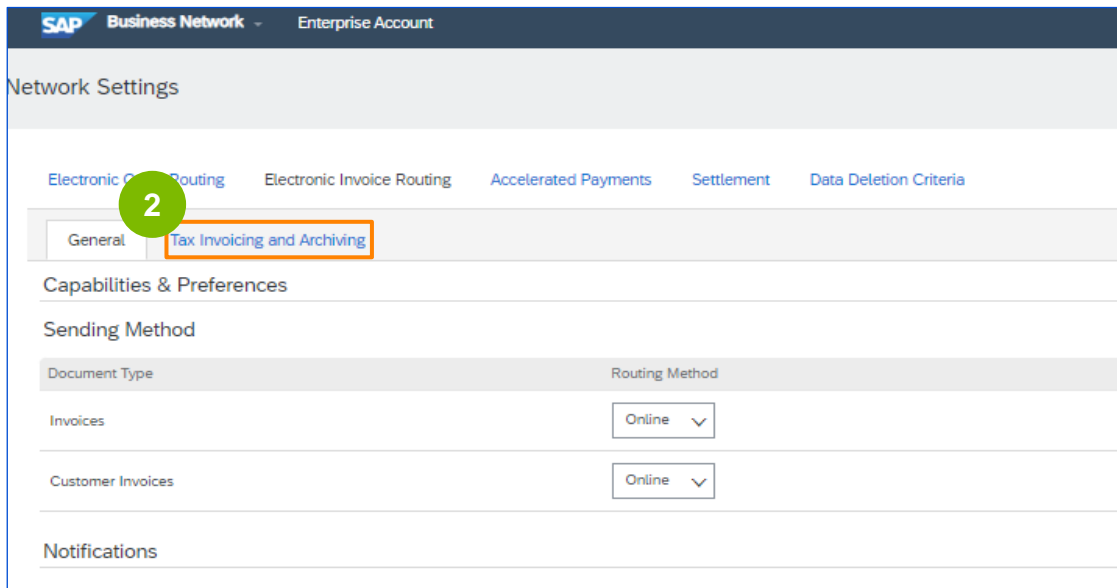 SAP Business Network Enterprise Account
Network Settings
Electronic Routing Electronic Invoice Routing Accelerated Payments Settlement Data Deletion Criteria
2
General Tax Invoicing and Archiving
Capabilities & Preferences
Sending Method
Document Type Routing Method
Invoices Online
Customer Invoices Online
Notifications